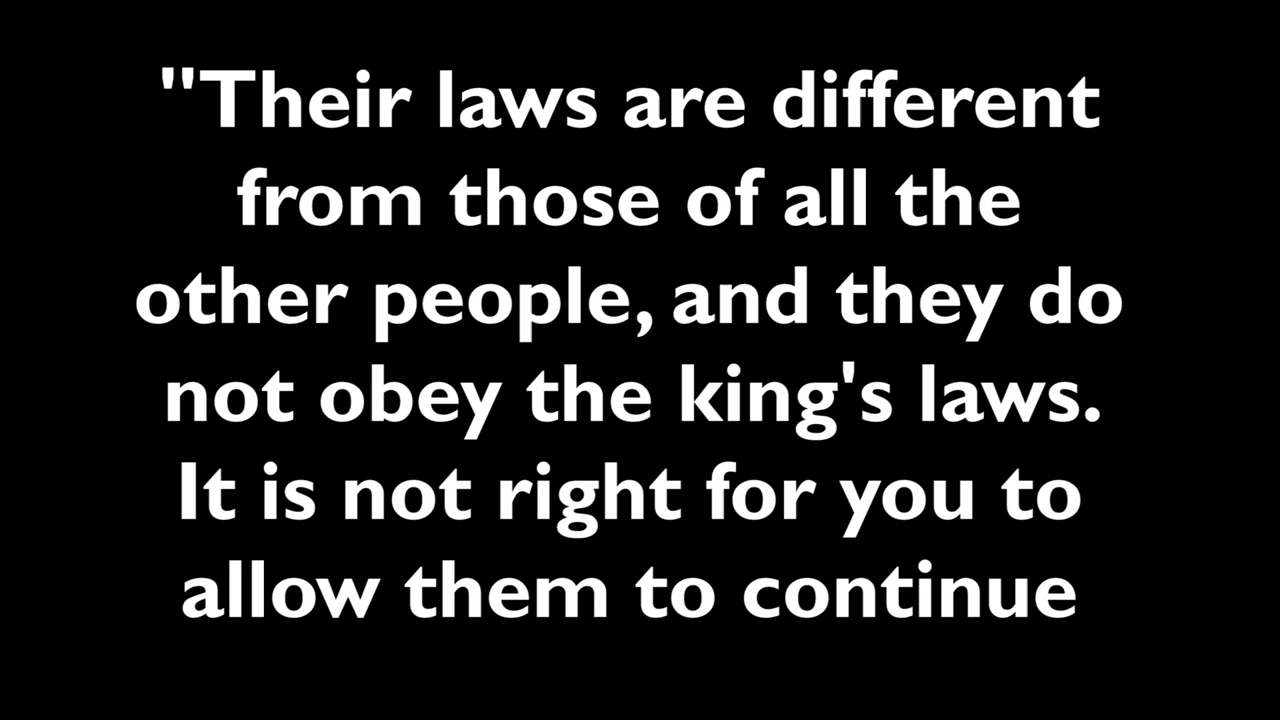 "Their laws are different
from those of all the
other people, and they do
not obey the king's laws.
It is not right for you to
allow them to continue